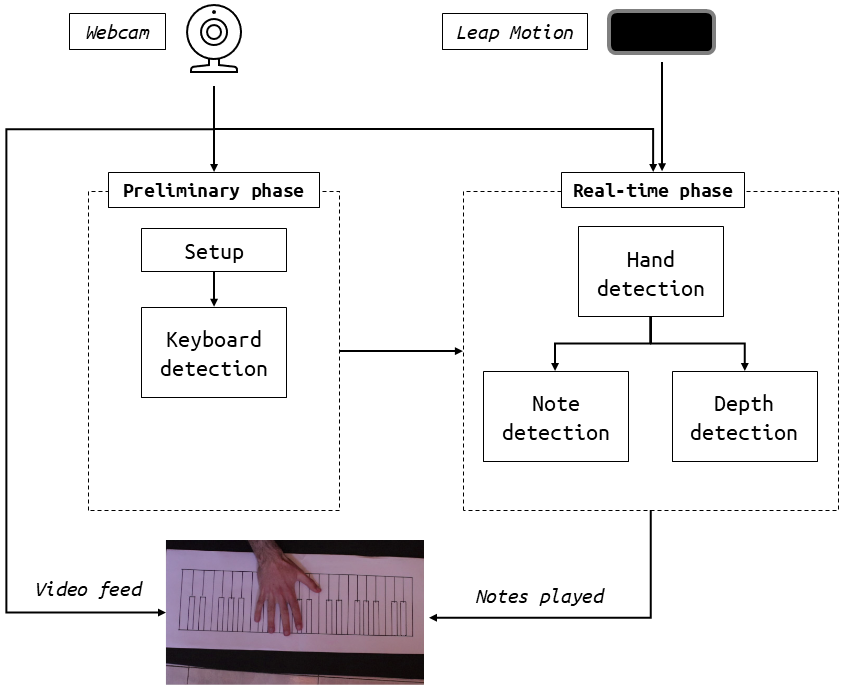 Webcam
Leap Motion
Preliminary phase
Real-time phase
Setup
Hand
detection
Keyboard
detection
Note
detection
Depth
detection
Video feed
Notes played